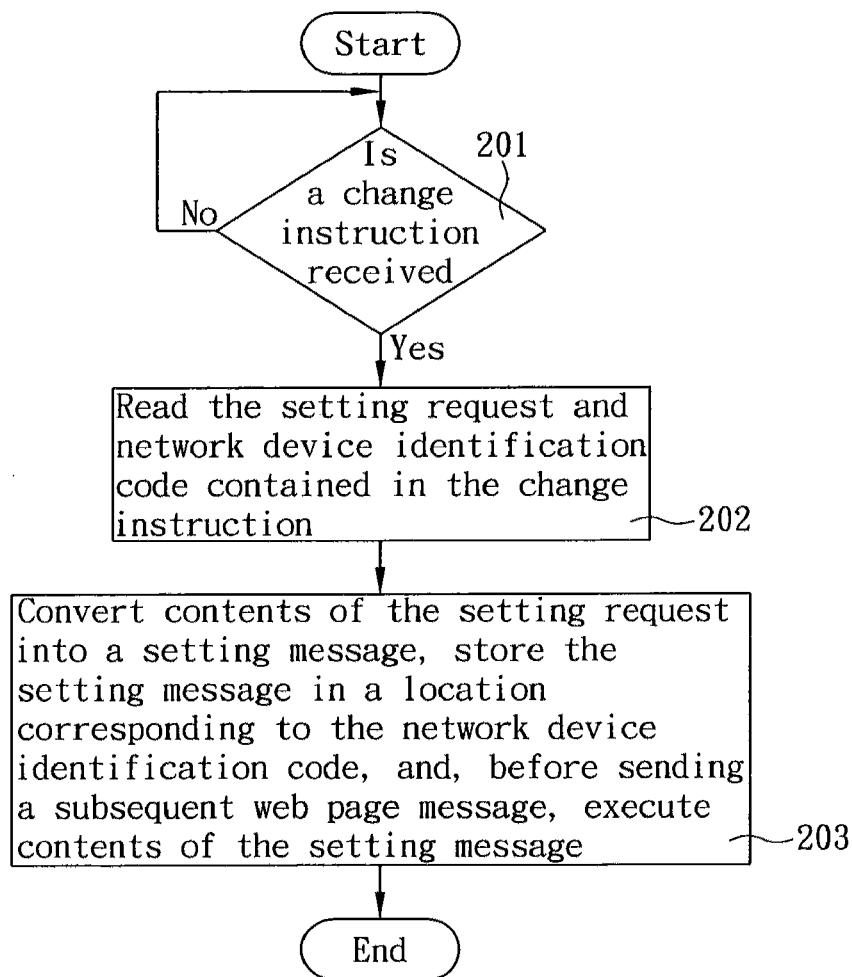 Start
Is
a change
instruction
received
201
No
Yes
Read the setting request and
network device identification
code contained in the change
instruction
202
Convert contents of the setting request
into a setting message, store the
setting message in a location
corresponding to the network device
identification code, and, before sending
a subsequent web page message, execute
contents of the setting message
203
End